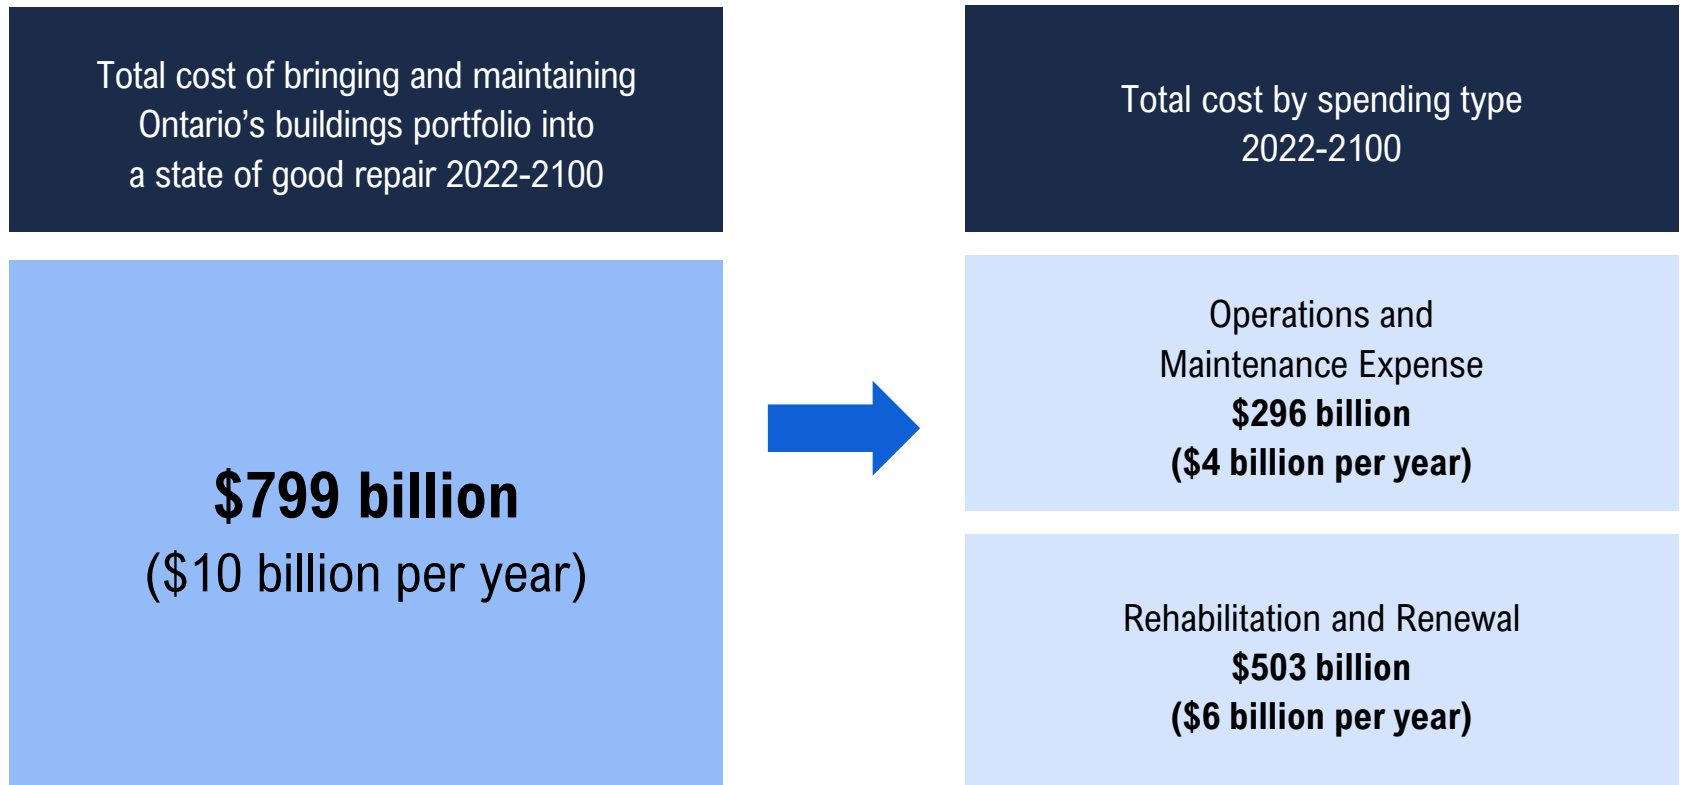 Total cost of bringing and maintaining
Ontario’s buildings portfolio into
a state of good repair 2022-2100
$799 billion
($10 billion per year)
Total cost by spending type
2022-2100
Operations and
Maintenance Expense
$296 billion
($4 billion per year)
Rehabilitation and Renewal
$503 billion
($6 billion per year)